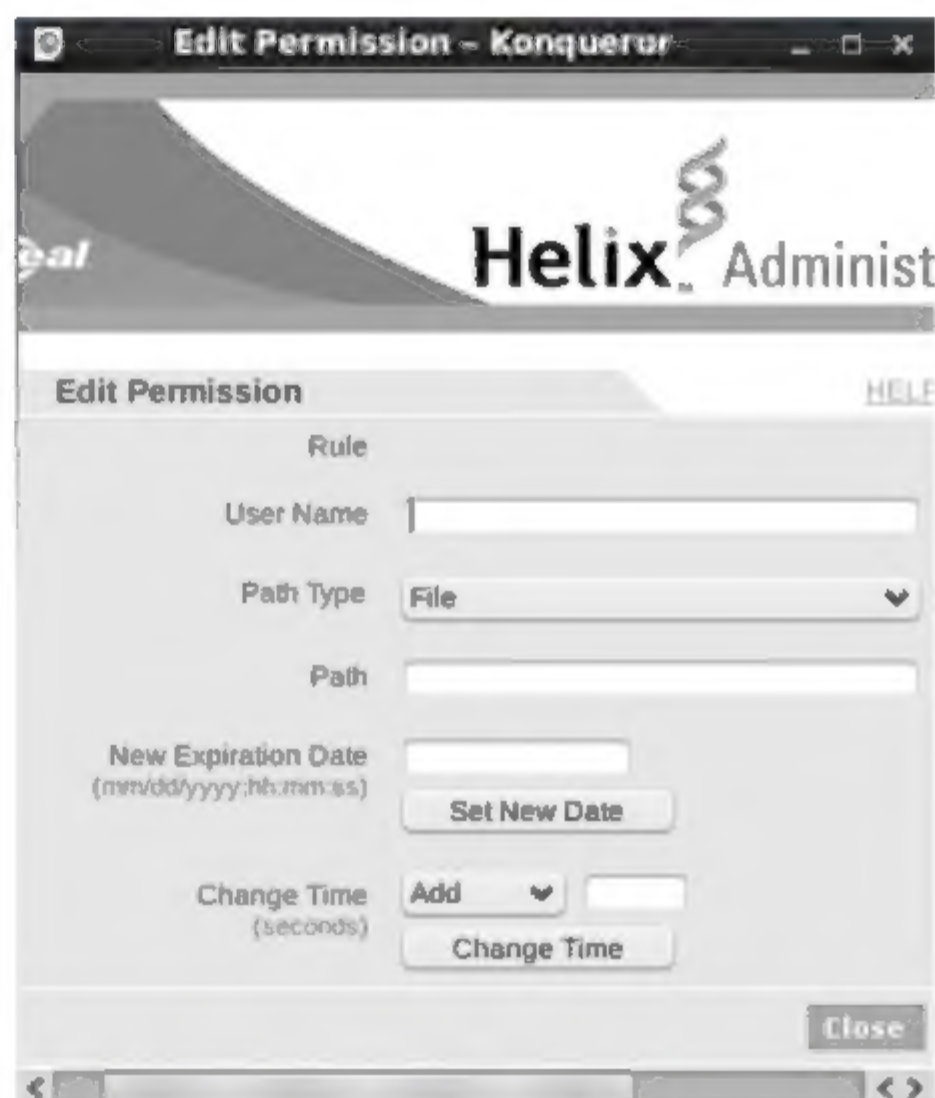 Edit Permission – Konqueror
real
Helix Administ
Edit Permission
HELP
Rule
User Name
Path Type
File
Path
New Expiration Date
(mm/dd/yyyy:hh:mm:ss)
Set New Date
Change Time
(seconds)
Add
Change Time
Close